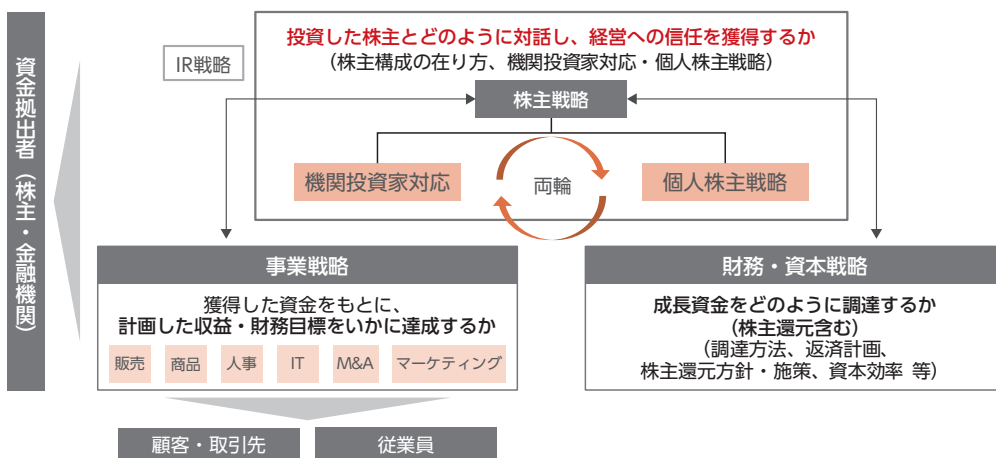 資金拠出者（株主・金融機関）
IR戦略
投資した株主とどのように対話し、経営への信任を獲得するか
（株主構成の在り方、機関投資家対応・個人株主戦略）
株主戦略
機関投資家対応
両輪
個人株主戦略
事業戦略
獲得した資金をもとに、
計画した収益・財務目標をいかに達成するか
販売
商品
人事
IT
M&A
マーケティング
財務・資本戦略
成長資金をどのように調達するか
（株主還元含む）
（調達方法、返済計画、
株主還元方針・施策、資本効率 等）
顧客・取引先
従業員